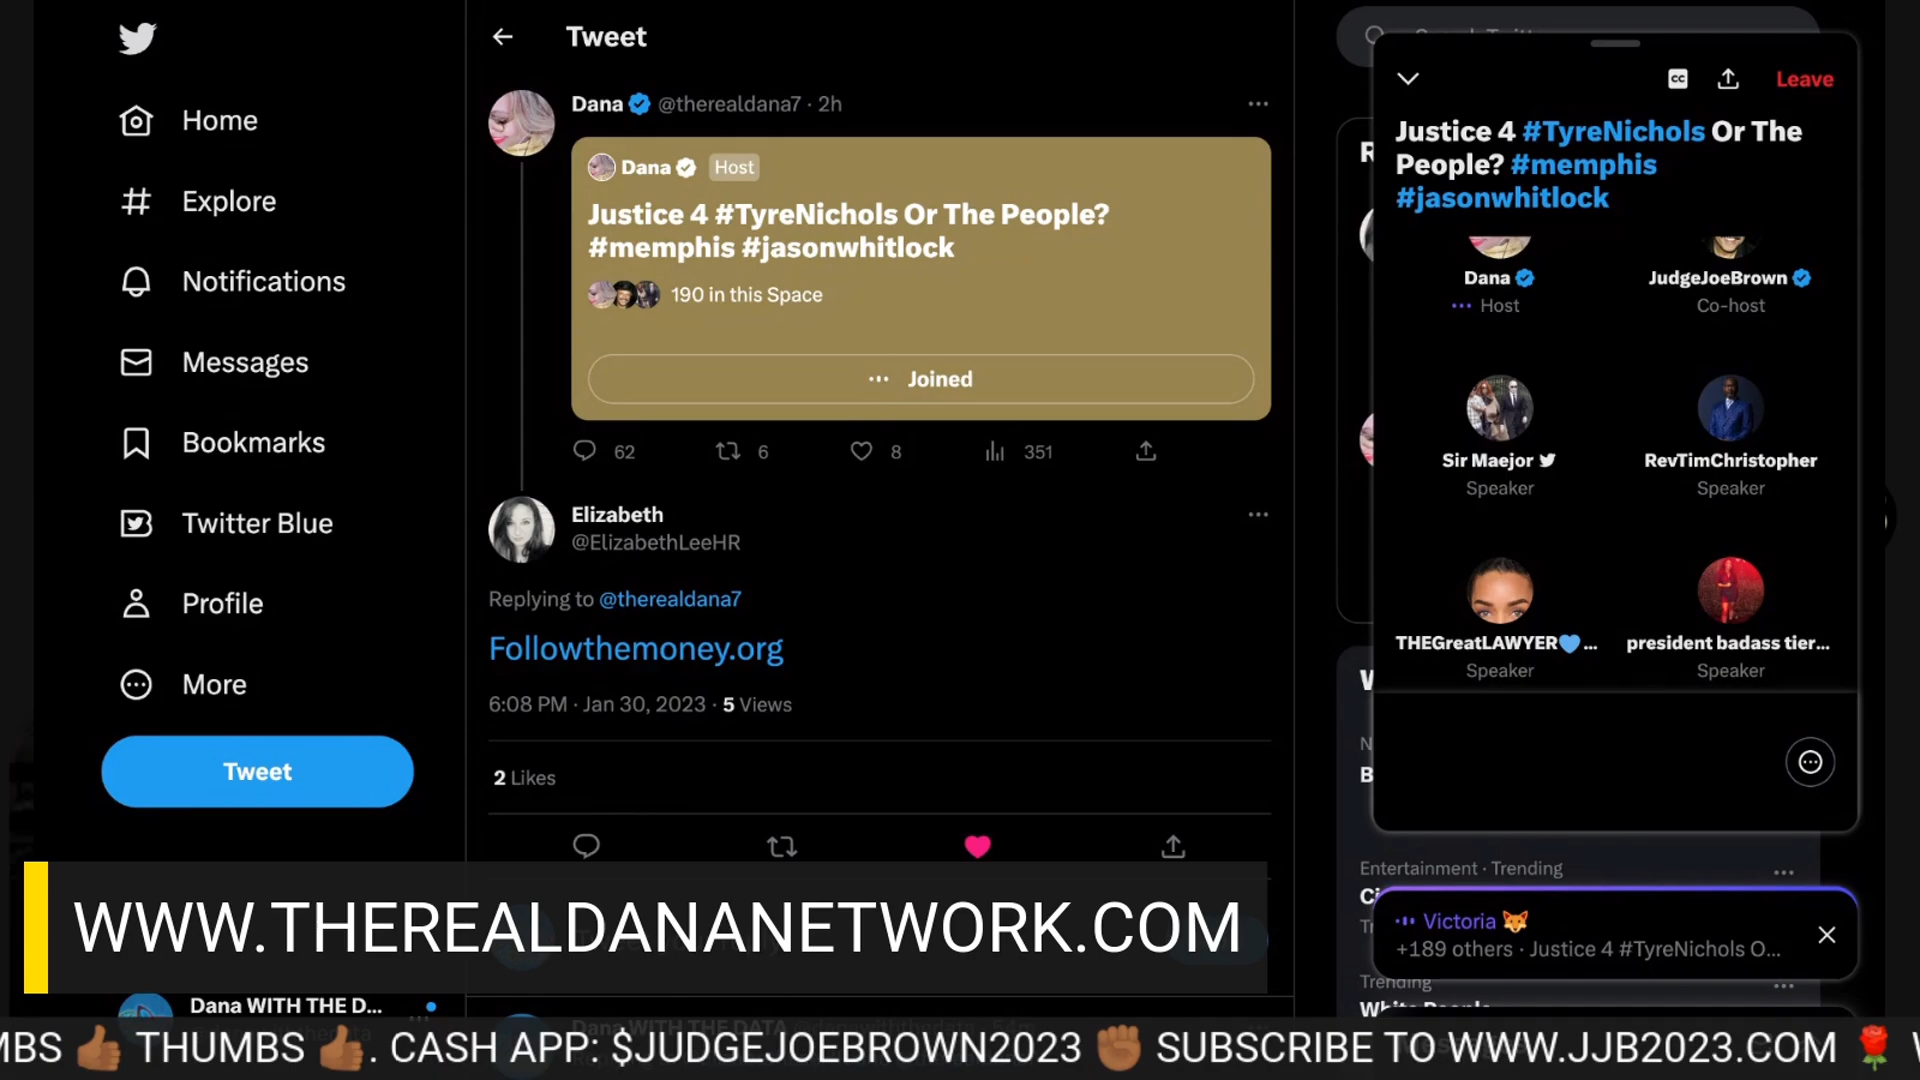 Home
Explore
Notifications
Messages
Bookmarks
Twitter Blue
Profile
More
Tweet
Dana WITH THE D...
Tweet
Dana @therealdana7 · 2h
Dana Host
Justice 4 #TyreNichols Or The People?
#memphis #jasonwhitlock
190 in this Space
Joined
62 6 8 351
Elizabeth
@ElizabethLeeHR
Replying to @therealdana7
Followthemoney.org
6:08 PM · Jan 30, 2023 · 5 Views
2 Likes
CC Leave
Justice 4 #TyreNichols Or The
People? #memphis
#jasonwhitlock
Dana
Host
JudgeJoeBrown
Co-host
Sir Maejor
Speaker
RevTimChristopher
Speaker
THEGreatLAWYER💙...
Speaker
president badass tier...
Speaker
Entertainment · Trending
Victoria 🦊
+189 others · Justice 4 #TyreNichols O...
Trending
White People
WWW.THEREALDANANETWORK.COM
MBS 👍🏾 THUMBS 👍🏾. CASH APP: $JUDGEJOEBROWN2023 ✊🏾 SUBSCRIBE TO WWW.JJB2023.COM 🌹